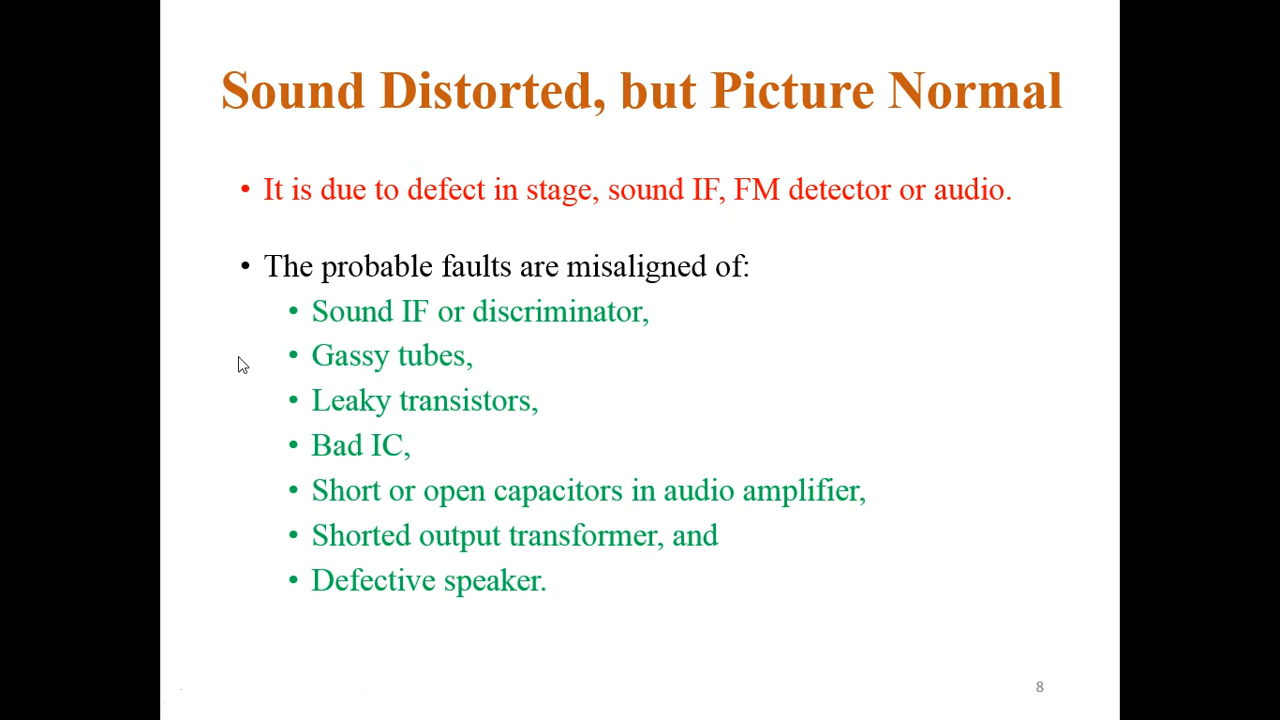 Sound Distorted, but Picture Normal
• It is due to defect in stage, sound IF, FM detector or audio.
• The probable faults are misaligned of:
• Sound IF or discriminator,
• Gassy tubes,
• Leaky transistors,
• Bad IC,
• Short or open capacitors in audio amplifier,
• Shorted output transformer, and
• Defective speaker.
8